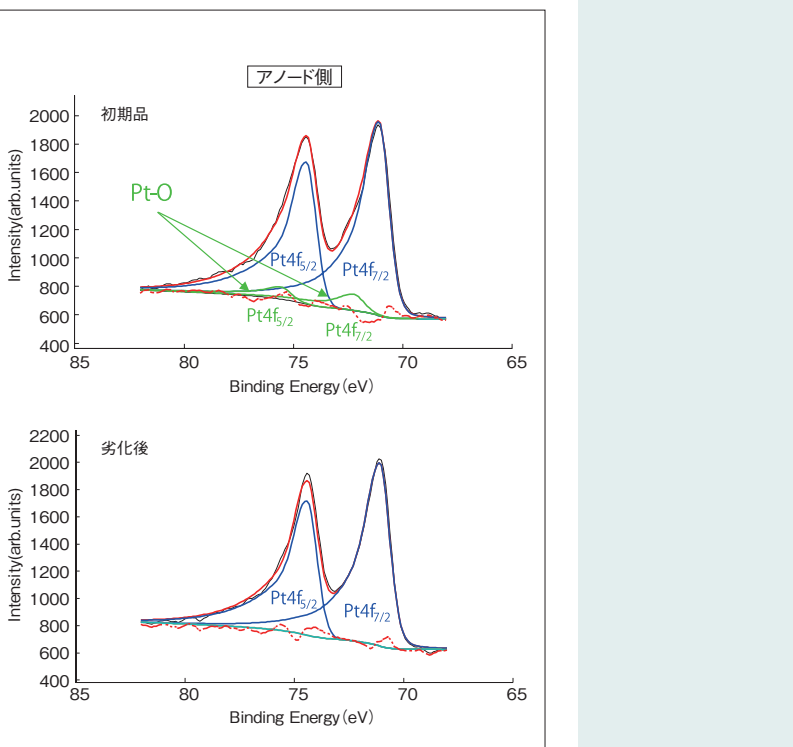 アノード側
初期品
Intensity(arb.units)
2000
1800
1600
1400
1200
1000
800
600
400
Pt-O
Pt4f5/2
Pt4f7/2
Pt4f5/2
Pt4f7/2
85
80
75
70
65
Binding Energy(eV)
劣化後
Intensity(arb.units)
2200
2000
1800
1600
1400
1200
1000
800
600
400
Pt4f5/2
Pt4f7/2
85
80
75
70
65
Binding Energy(eV)